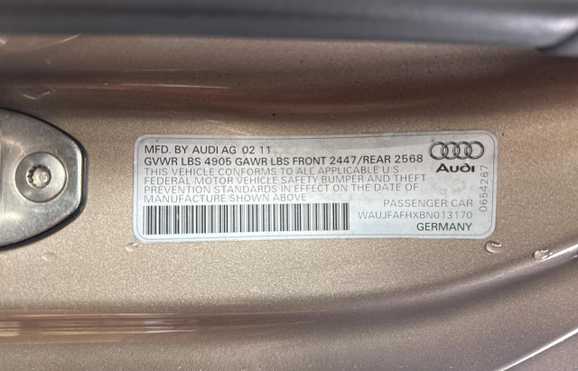 MFD. BY AUDI AG 02 11
GVWR LBS 4905 GAWR LBS FRONT 2447/REAR 2568
THIS VEHICLE CONFORMS TO ALL APPLICABLE U.S
FEDERAL MOTOR VEHICLE SAFETY BUMPER AND THEFT
PREVENTION STANDARDS IN EFFECT ON THE DATE OF
MANUFACTURE SHOWN ABOVE
Audi
0654267
PASSENGER CAR
WAUJFAFHXBN013170
GERMANY